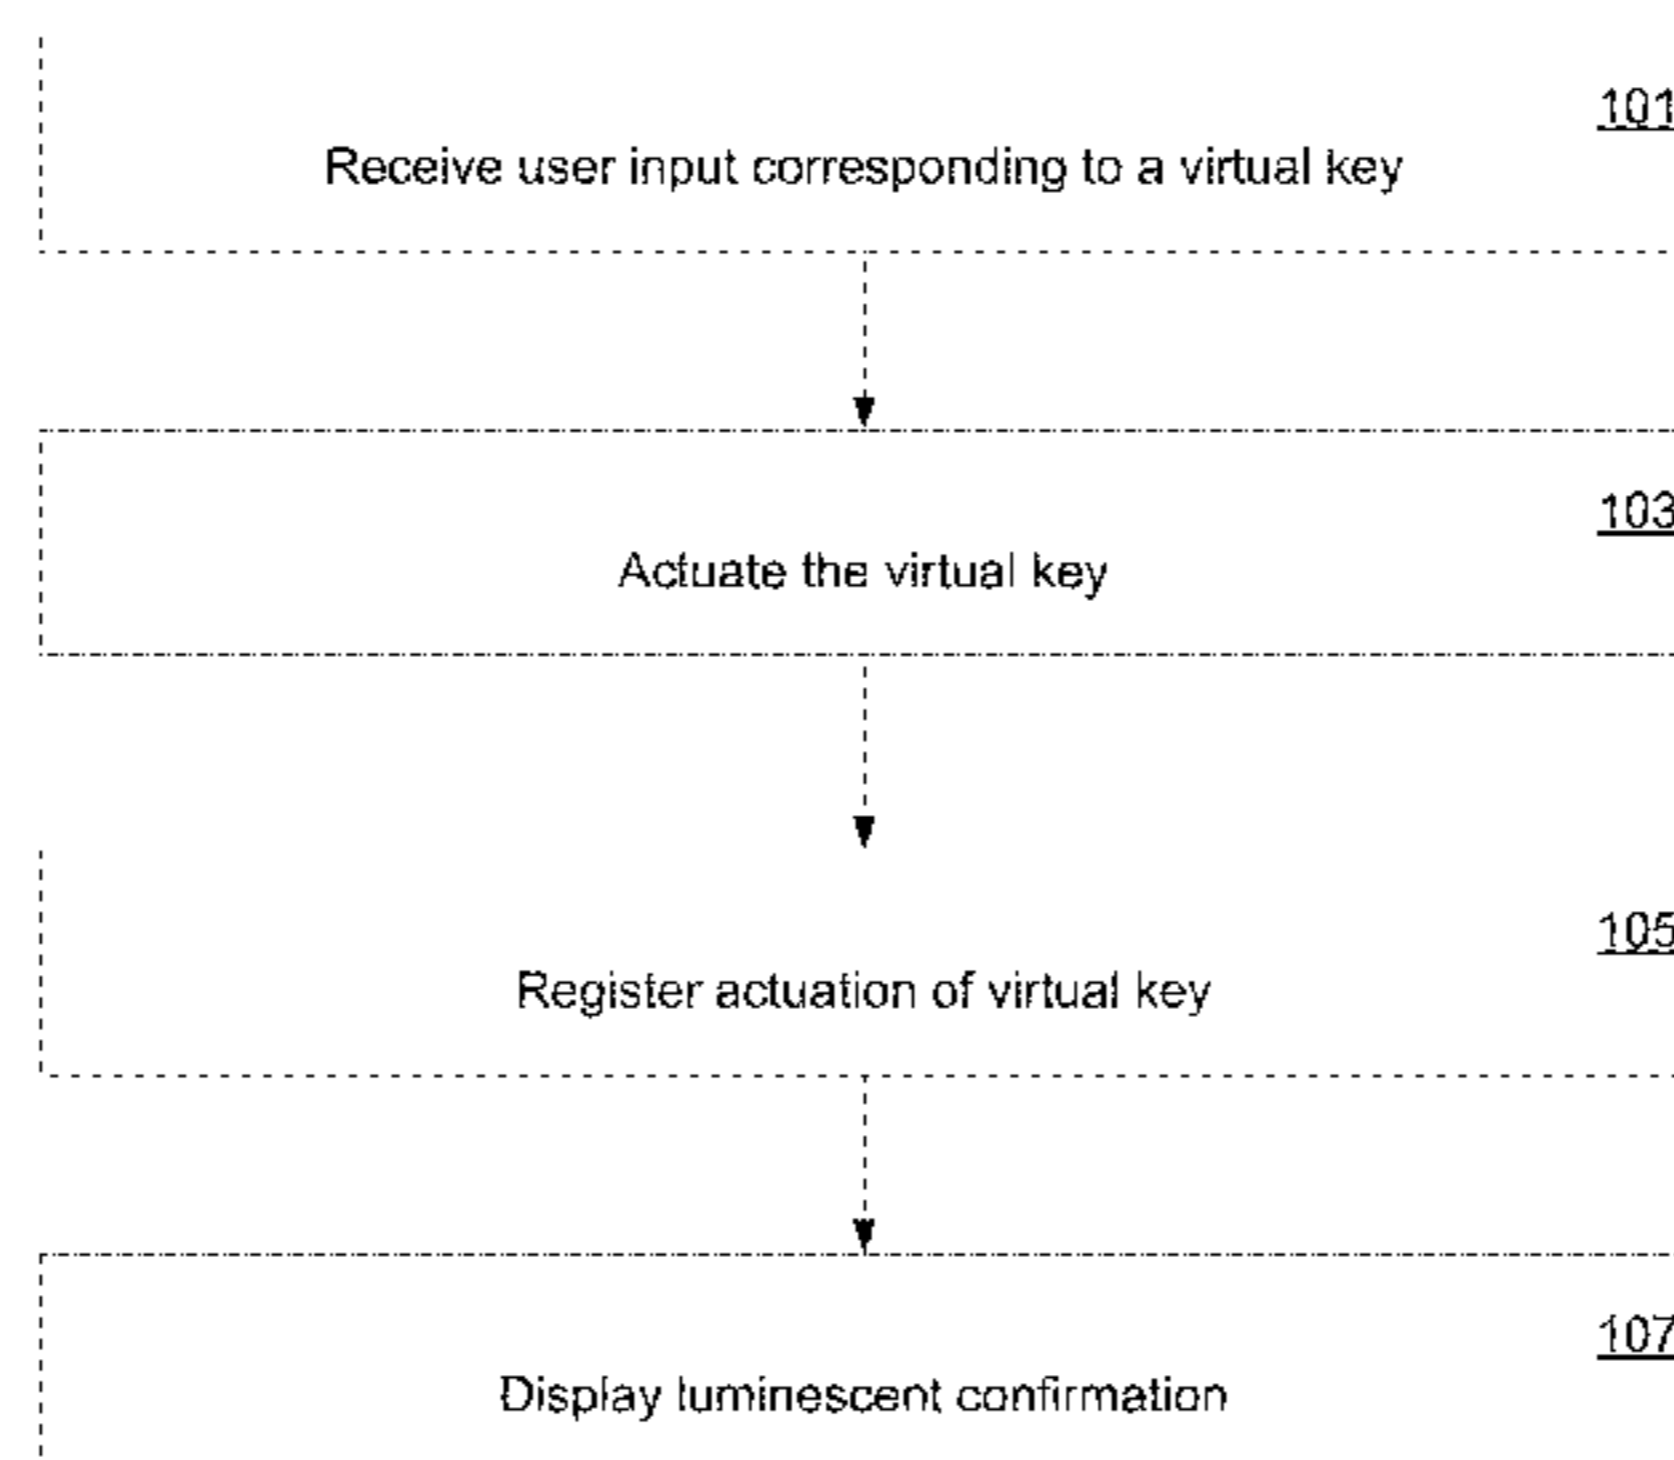 101
Receive user input corresponding to a virtual key
103
Actuate the virtual key
105
Register actuation of virtual key
107
Display luminescent confirmation